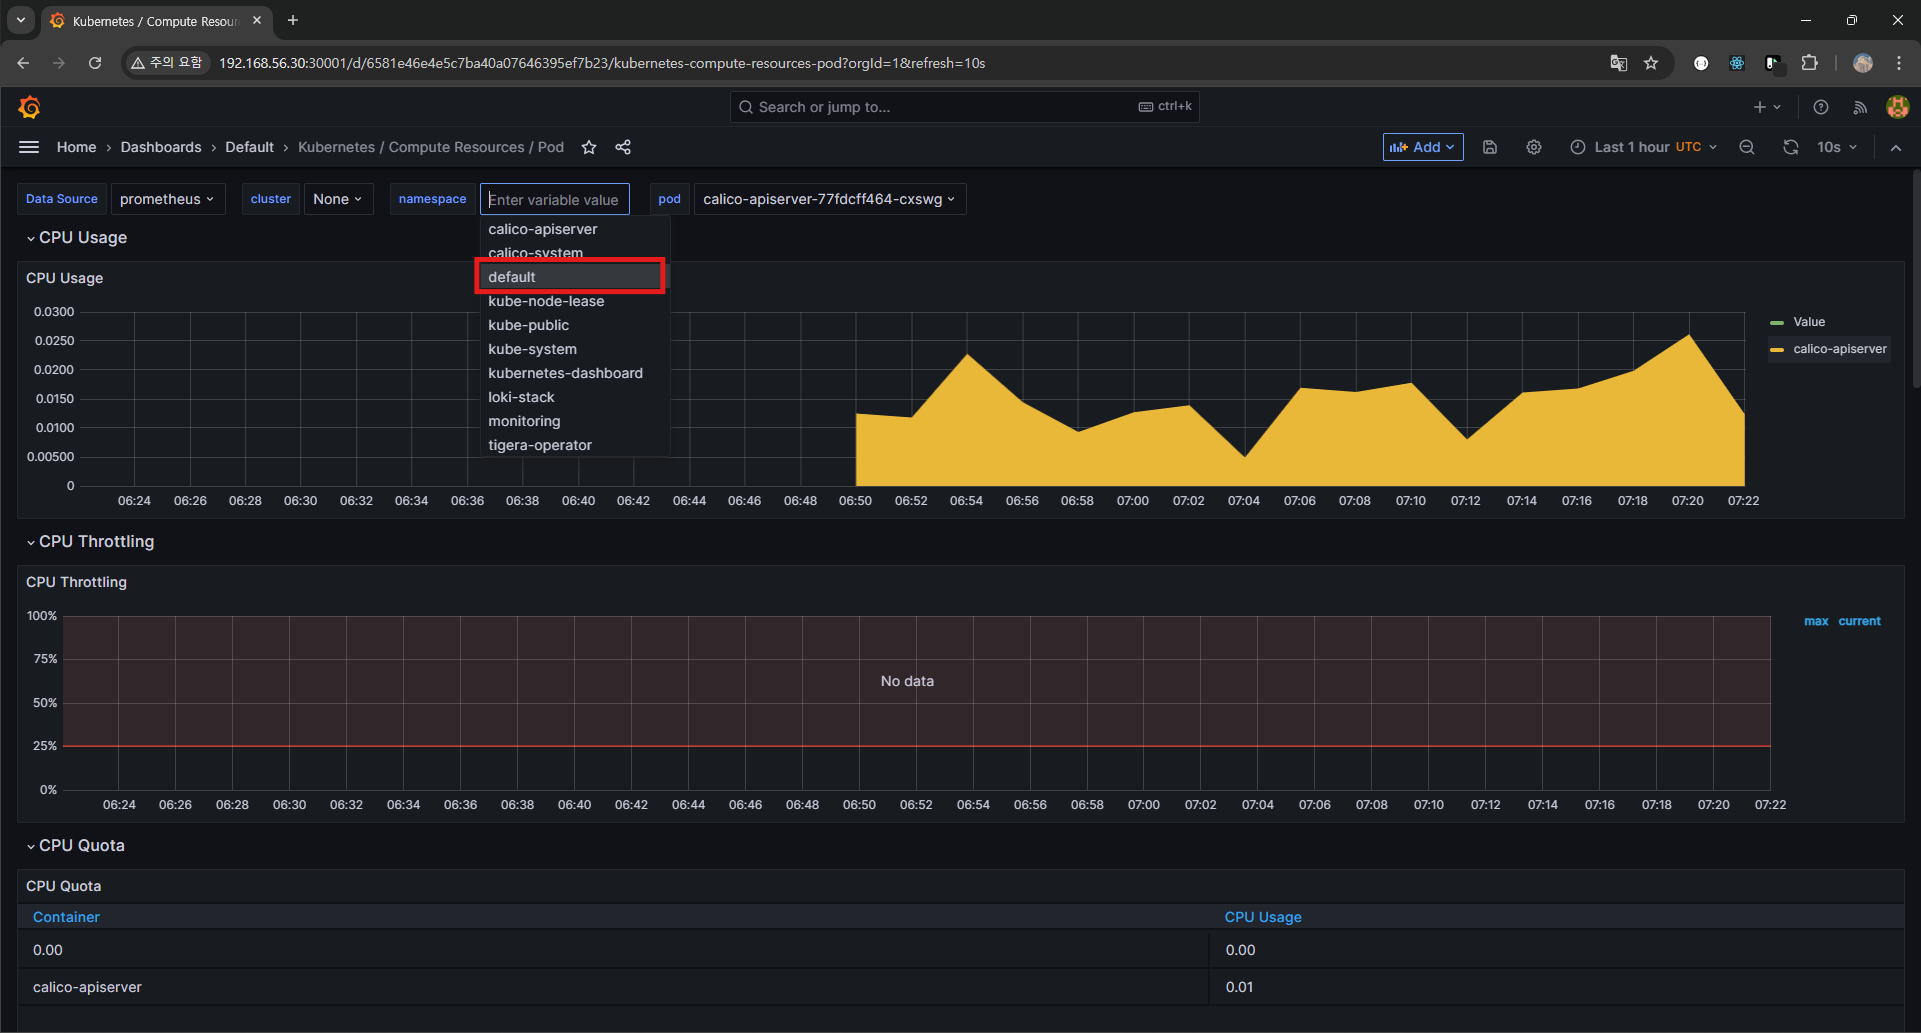 Kubernetes / Compute Resour
주의 요함 192.168.56.30:30001/d/6581e46e4e5c7ba40a07646395ef7b23/kubernetes-compute-resources-pod?orgId=1&refresh=10s
Search or jump to... ctrl+k
Home > Dashboards > Default > Kubernetes / Compute Resources / Pod
Add Last 1 hour UTC 10s
Data Source prometheus cluster None namespace Enter variable value pod calico-apiserver-77fdcff464-cxswg
calico-apiserver
calico-system
default
kube-node-lease
kube-public
kube-system
kubernetes-dashboard
loki-stack
monitoring
tigera-operator
CPU Usage
CPU Usage
0.0300
0.0250
0.0200
0.0150
0.0100
0.00500
0
06:24 06:26 06:28 06:30 06:32 06:34 06:36 06:38 06:40 06:42 06:44 06:46 06:48 06:50 06:52 06:54 06:56 06:58 07:00 07:02 07:04 07:06 07:08 07:10 07:12 07:14 07:16 07:18 07:20 07:22
Value
calico-apiserver
CPU Throttling
CPU Throttling
100%
75%
50%
25%
0%
No data
max current
06:24 06:26 06:28 06:30 06:32 06:34 06:36 06:38 06:40 06:42 06:44 06:46 06:48 06:50 06:52 06:54 06:56 06:58 07:00 07:02 07:04 07:06 07:08 07:10 07:12 07:14 07:16 07:18 07:20 07:22
CPU Quota
CPU Quota
Container CPU Usage
0.00 0.00
calico-apiserver 0.01